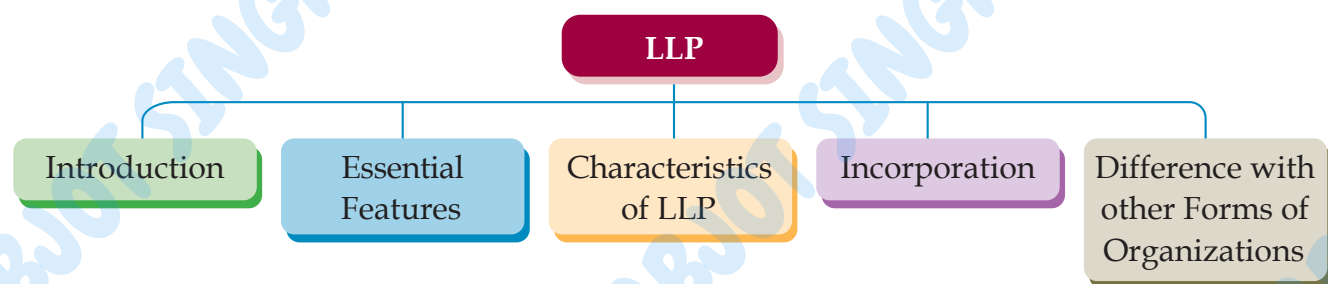 LLP
Introduction
Essential
Features
Characteristics
of LLP
Incorporation
Difference with
other Forms of
Organizations